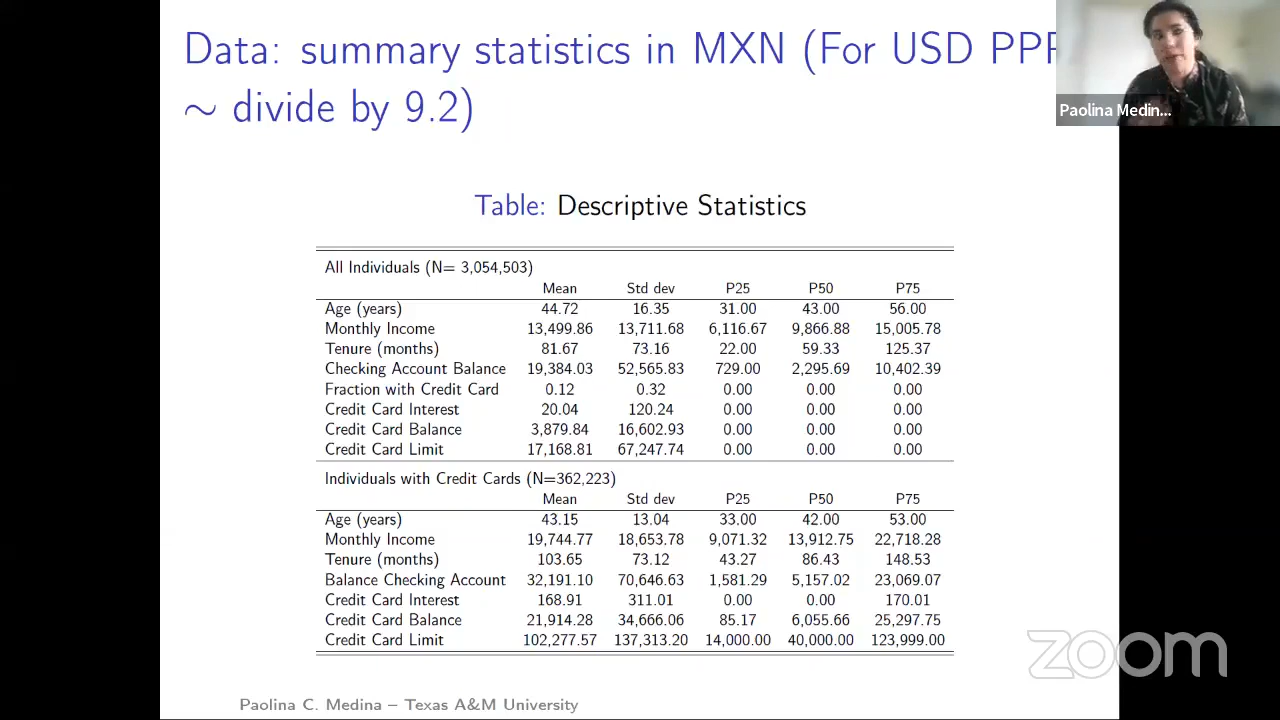 Data: summary statistics in MXN (For USD PPP
∼ divide by 9.2)
Paolina Medin...
Table: Descriptive Statistics
All Individuals (N= 3,054,503)
Mean Std dev P25 P50 P75
Age (years) 44.72 16.35 31.00 43.00 56.00
Monthly Income 13,499.86 13,711.68 6,116.67 9,866.88 15,005.78
Tenure (months) 81.67 73.16 22.00 59.33 125.37
Checking Account Balance 19,384.03 52,565.83 729.00 2,295.69 10,402.39
Fraction with Credit Card 0.12 0.32 0.00 0.00 0.00
Credit Card Interest 20.04 120.24 0.00 0.00 0.00
Credit Card Balance 3,879.84 16,602.93 0.00 0.00 0.00
Credit Card Limit 17,168.81 67,247.74 0.00 0.00 0.00
Individuals with Credit Cards (N=362,223)
Mean Std dev P25 P50 P75
Age (years) 43.15 13.04 33.00 42.00 53.00
Monthly Income 19,744.77 18,653.78 9,071.32 13,912.75 22,718.28
Tenure (months) 103.65 73.12 43.27 86.43 148.53
Balance Checking Account 32,191.10 70,646.63 1,581.29 5,157.02 23,069.07
Credit Card Interest 168.91 311.01 0.00 0.00 170.01
Credit Card Balance 21,914.28 34,666.06 85.17 6,055.66 25,297.75
Credit Card Limit 102,277.57 137,313.20 14,000.00 40,000.00 123,999.00
zoom
Paolina C. Medina – Texas A&M University